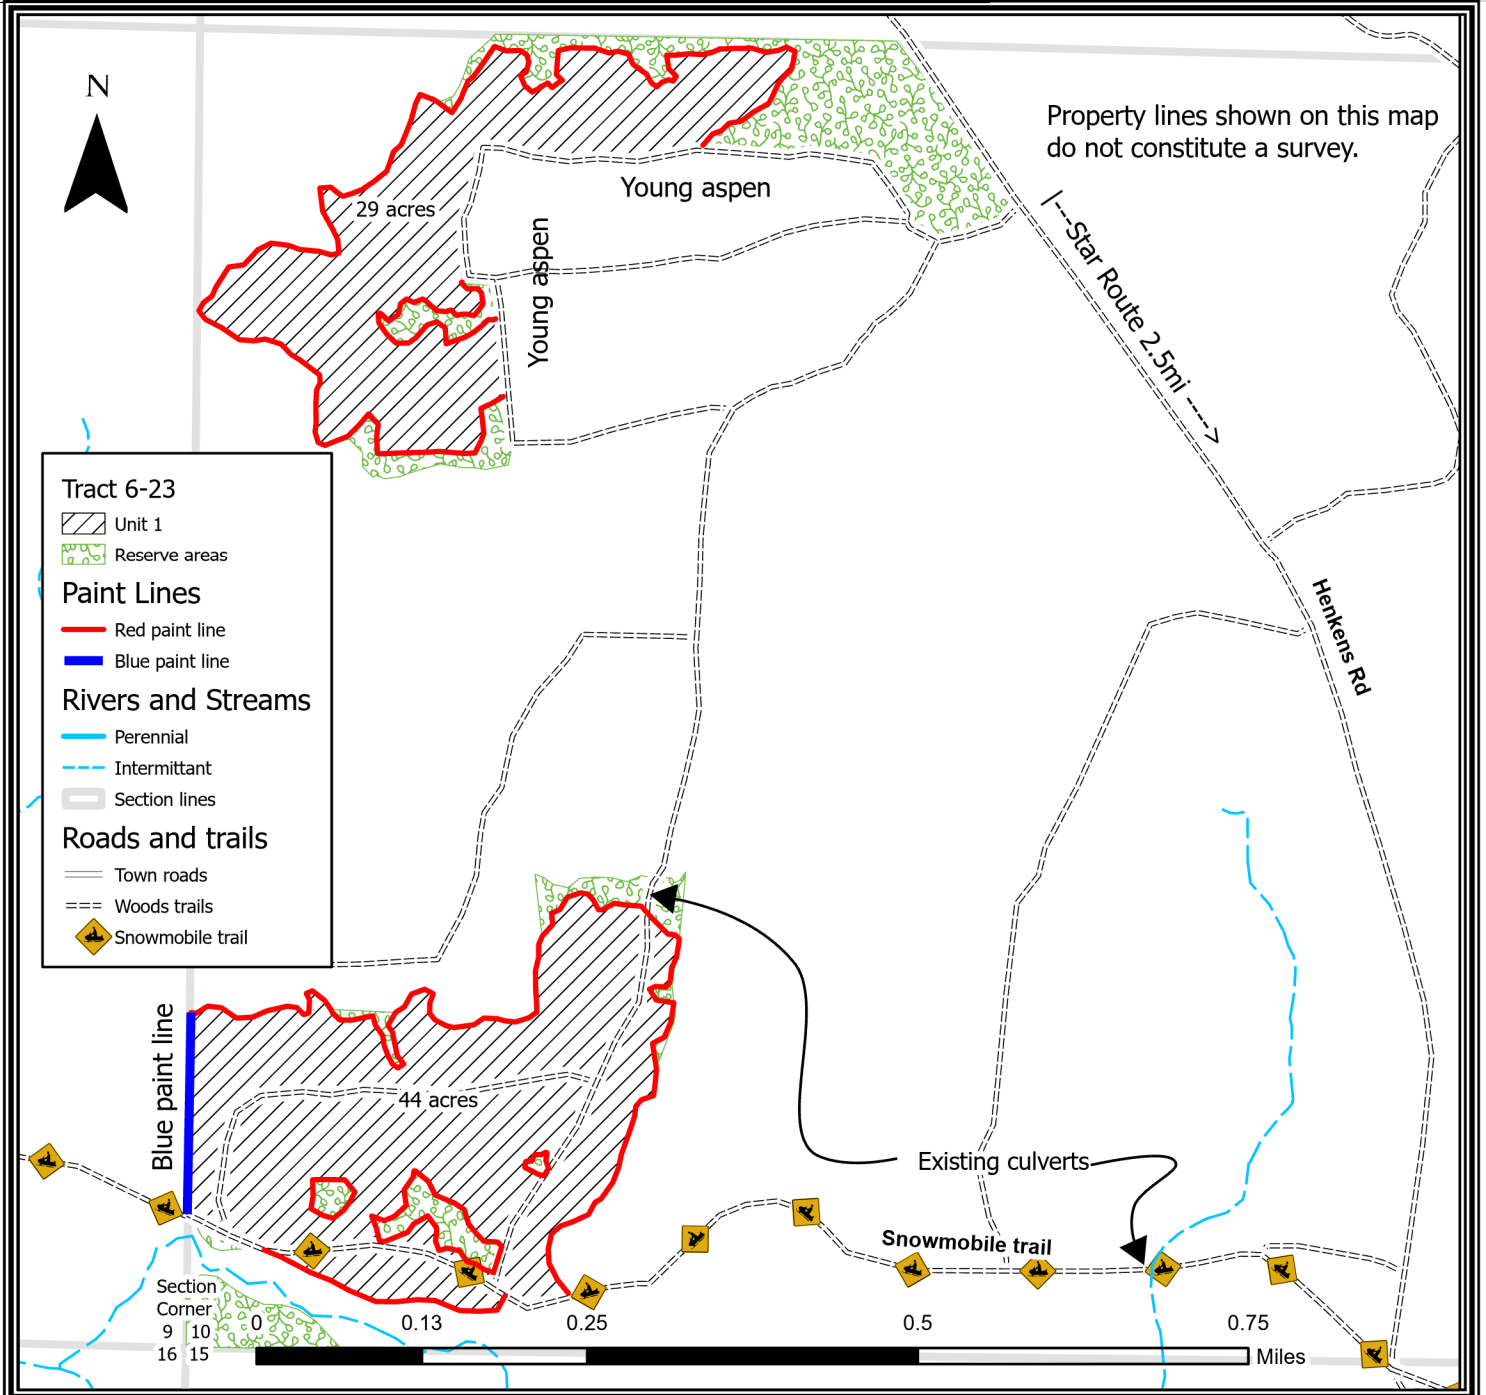 N
Property lines shown on this map
do not constitute a survey.
Young aspen
29 acres
Young aspen
|---Star Route 2.5mi ---->
Tract 6-23
Unit 1
Reserve areas
Paint Lines
Red paint line
Blue paint line
Rivers and Streams
Perennial
Intermittant
Section lines
Roads and trails
Town roads
Woods trails
Snowmobile trail
Henkens Rd
Blue paint line
44 acres
Existing culverts
Snowmobile trail
Section
Corner
9 10
16 15
0 0.13 0.25 0.5 0.75
Miles